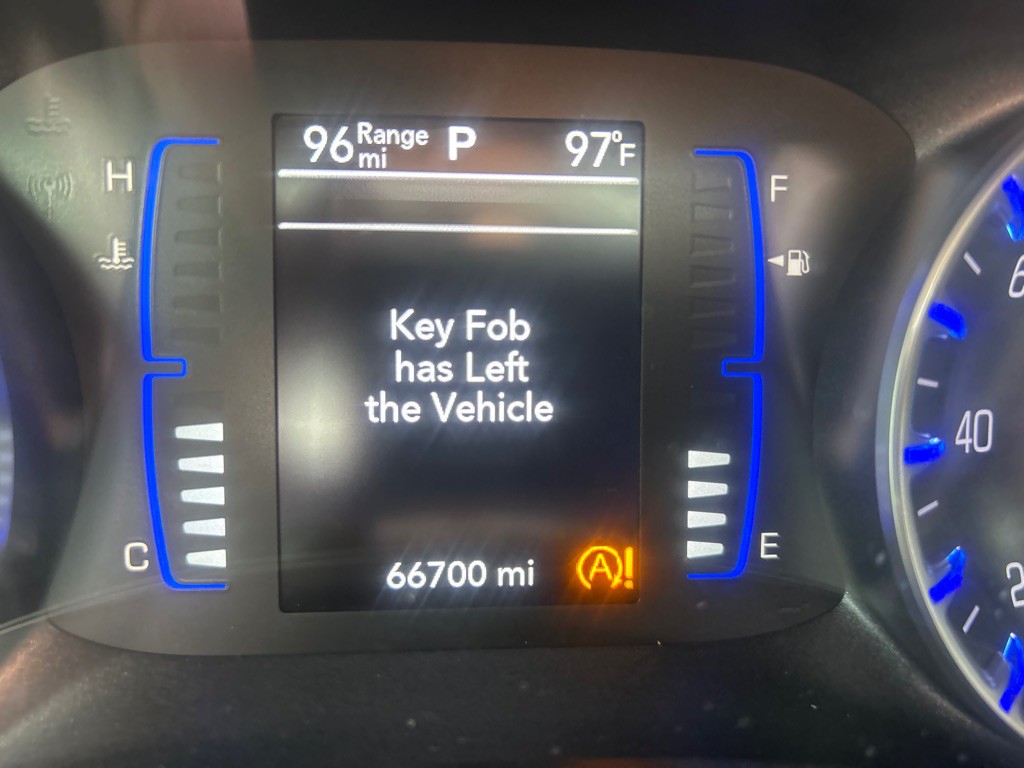 96 Range mi P 97°F
H
F
Key Fob
has Left
the Vehicle
40
C
E
66700 mi
A!